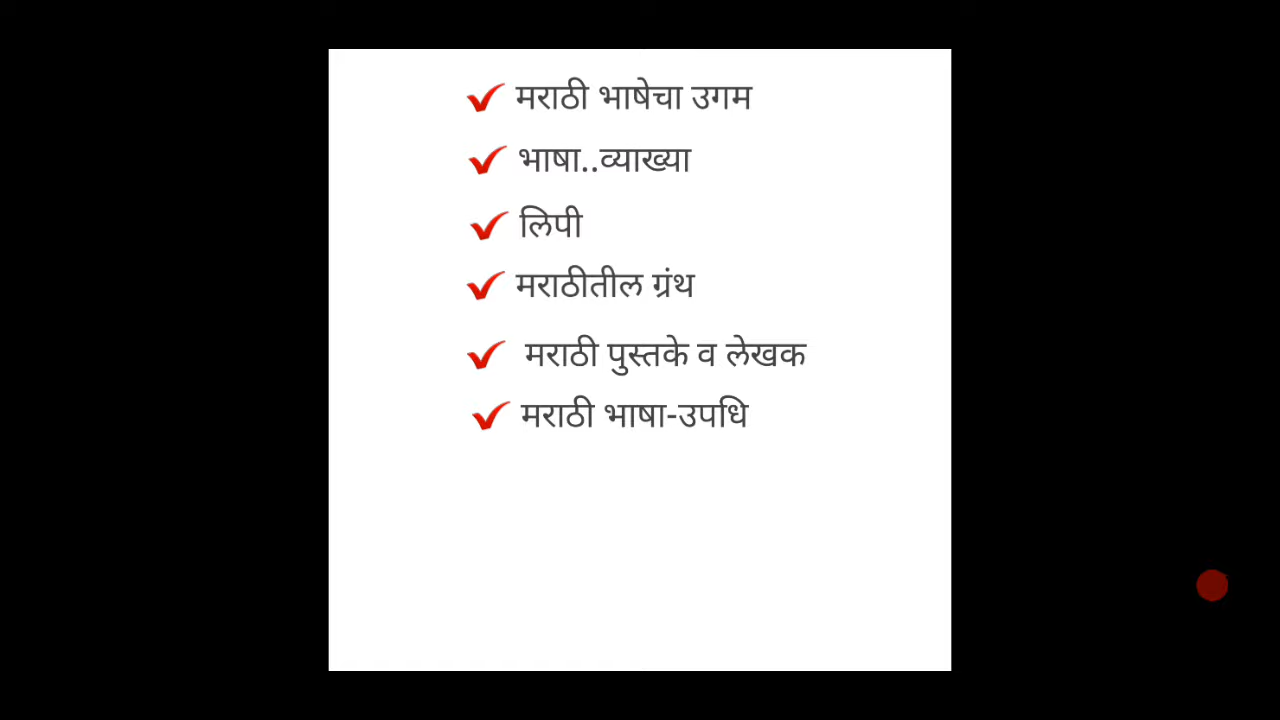 मराठी भाषेचा उगम
भाषा..व्याख्या
लिपी
मराठीतील ग्रंथ
मराठी पुस्तके व लेखक
मराठी भाषा-उपधि